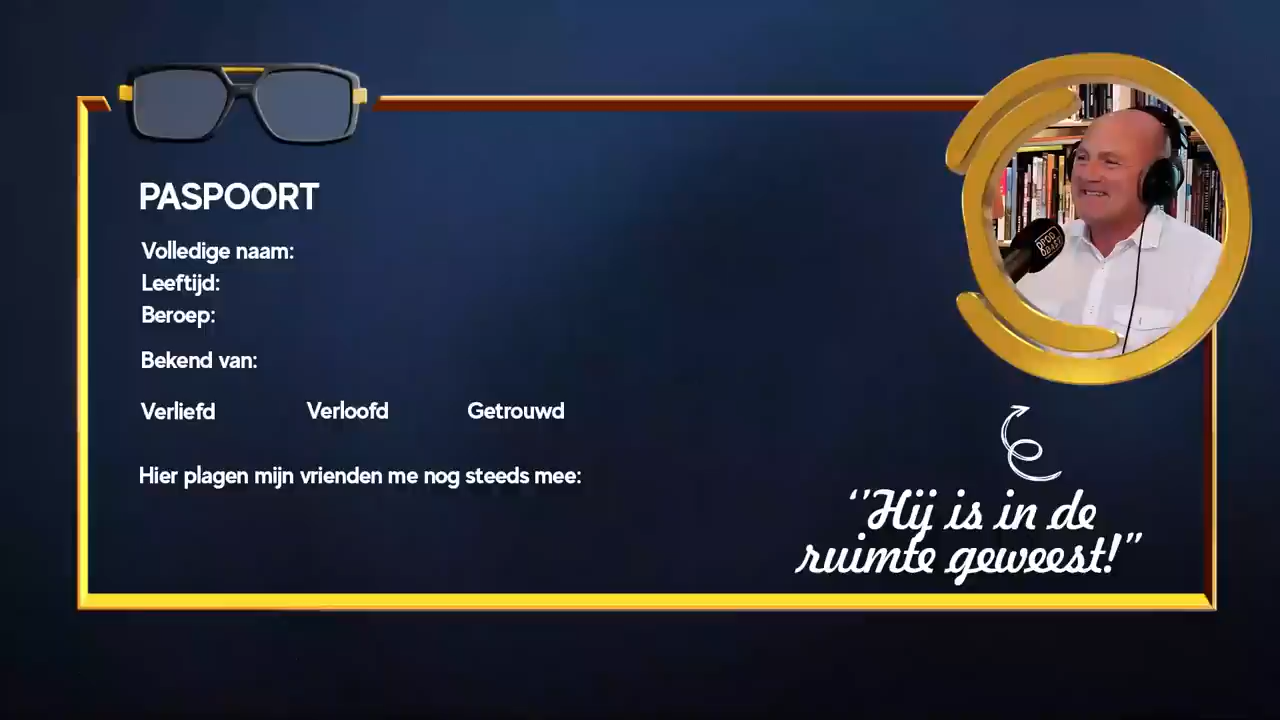 PASPOORT
Volledige naam:
Leeftijd:
Beroep:
Bekend van:
Verliefd Verloofd Getrouwd
Hier plagen mijn vrienden me nog steeds mee:
‘’Hij is in de
ruimte geweest!”